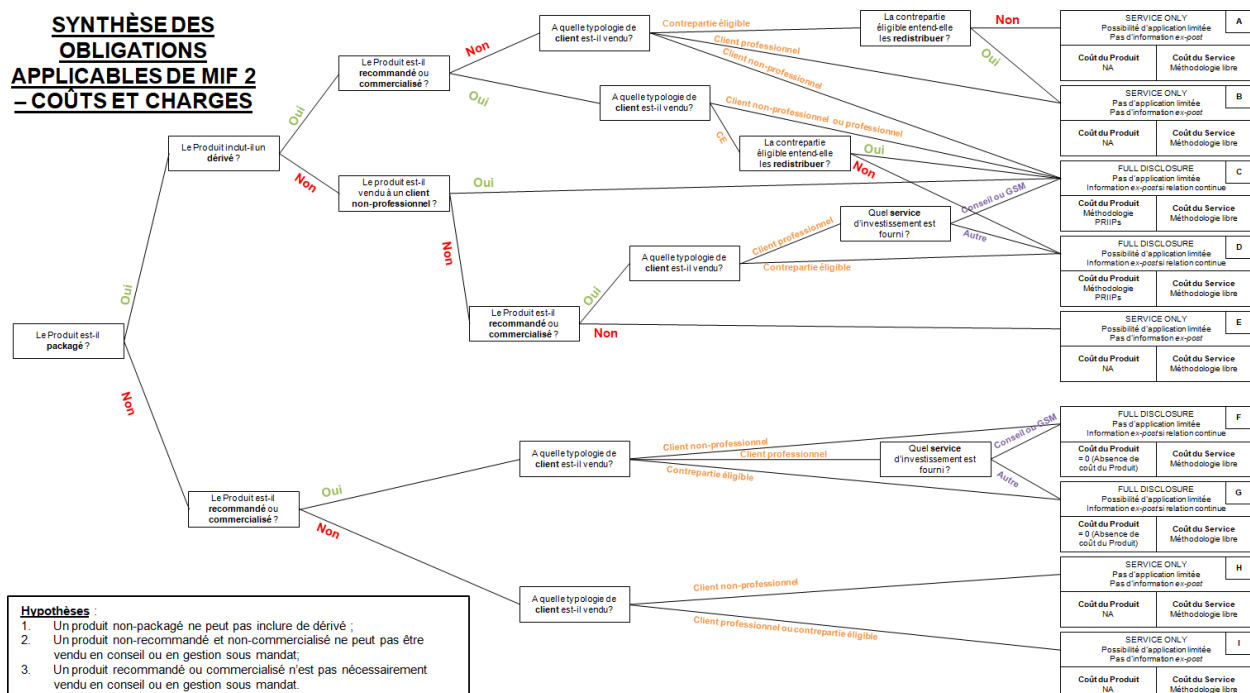 SYNTHÈSE DES
OBLIGATIONS
APPLICABLES DE MIF 2
– COÛTS ET CHARGES
Le Produit est-il
packagé ?
Oui
Non
Le Produit inclut-il un
dérivé ?
Oui
Non
Le Produit est-il
recommandé ou
commercialisé ?
Non
Oui
A quelle typologie de
client est-il vendu?
Contrepartie éligible
Client professionnel
Client non-professionnel
La contrepartie
éligible entend-elle
les redistribuer ?
Non
Oui
A quelle typologie de
client est-il vendu?
Client non-professionnel ou professionnel
CE
La contrepartie
éligible entend-elle
les redistribuer ?
Oui
Non
Le produit est-il
vendu à un client
non-professionnel ?
Oui
Non
Le Produit est-il
recommandé ou
commercialisé ?
Oui
Non
A quelle typologie de
client est-il vendu?
Client professionnel
Contrepartie éligible
Quel service
d'investissement est
fourni ?
Conseil ou GSM
Autre
Le Produit est-il
recommandé ou
commercialisé ?
Oui
Non
A quelle typologie de
client est-il vendu?
Client non-professionnel
Client professionnel
Contrepartie éligible
Quel service
d'investissement est
fourni ?
Conseil ou GSM
Autre
A quelle typologie de
client est-il vendu?
Client non-professionnel
Client professionnel ou contrepartie éligible
SERVICE ONLY
A
Possibilité d'application limitée
Pas d'information ex-post
Coût du Produit
NA
Coût du Service
Méthodologie libre
SERVICE ONLY
B
Pas d'application limitée
Pas d'information ex-post
Coût du Produit
NA
Coût du Service
Méthodologie libre
FULL DISCLOSURE
C
Pas d'application limitée
Information ex-post si relation continue
Coût du Produit
Méthodologie
PRIIPs
Coût du Service
Méthodologie libre
FULL DISCLOSURE
D
Possibilité d'application limitée
Information ex-post si relation continue
Coût du Produit
Méthodologie
PRIIPs
Coût du Service
Méthodologie libre
SERVICE ONLY
E
Possibilité d'application limitée
Pas d'information ex-post
Coût du Produit
NA
Coût du Service
Méthodologie libre
FULL DISCLOSURE
F
Pas d'application limitée
Information ex-post si relation continue
Coût du Produit
= 0 (Absence de
coût du Produit)
Coût du Service
Méthodologie libre
FULL DISCLOSURE
G
Possibilité d'application limitée
Information ex-post si relation continue
Coût du Produit
= 0 (Absence de
coût du Produit)
Coût du Service
Méthodologie libre
SERVICE ONLY
H
Pas d'application limitée
Pas d'information ex-post
Coût du Produit
NA
Coût du Service
Méthodologie libre
SERVICE ONLY
I
Possibilité d'application limitée
Pas d'information ex-post
Coût du Produit
NA
Coût du Service
Méthodologie libre
Hypothèses :
1. Un produit non-packagé ne peut pas inclure de dérivé ;
2. Un produit non-recommandé et non-commercialisé ne peut pas être
vendu en conseil ou en gestion sous mandat;
3. Un produit recommandé ou commercialisé n'est pas nécessairement
vendu en conseil ou en gestion sous mandat.